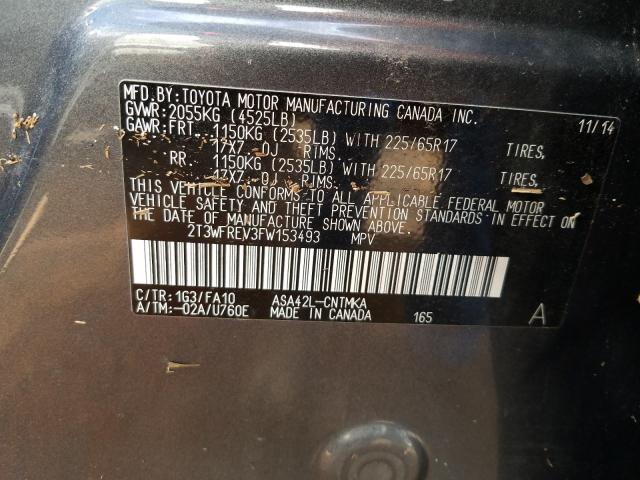 MFD.BY:TOYOTA MOTOR MANUFACTURING CANADA INC.
GVWR:2055KG (4525LB) 11/14
GAWR:FRT. 1150KG (2535LB) WITH 225/65R17 TIRES,
17X7.0J RIMS.
RR. 1150KG (2535LB) WITH 225/65R17 TIRES,
17X7.0J RIMS.
THIS VEHICLE CONFORMS TO ALL APPLICABLE FEDERAL MOTOR
VEHICLE SAFETY AND THEFT PREVENTION STANDARDS IN EFFECT ON
THE DATE OF MANUFACTURE SHOWN ABOVE.
2T3WFREV3FW153493 MPV
C/TR:1G3/FA10 ASA42L-CNTMKA
A/TM:-02A/U760E MADE IN CANADA 165 A